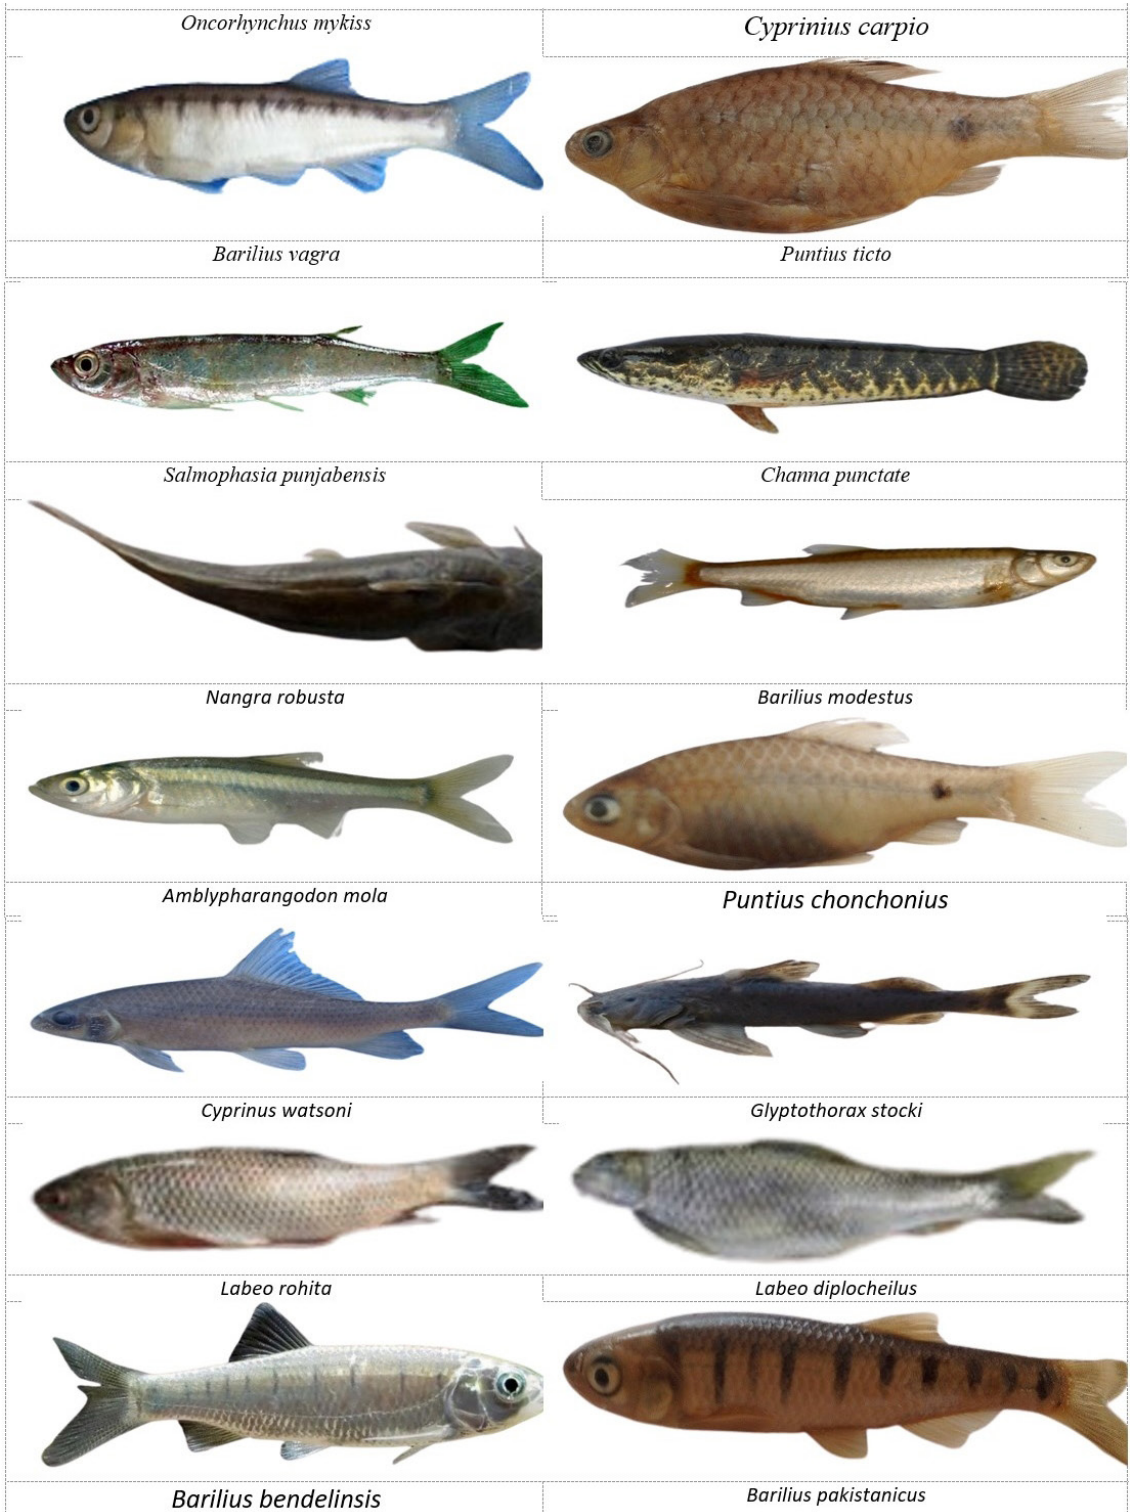 Oncorhynchus mykiss
Cyprinius carpio
Barilius vagra
Puntius ticto
Salmophasia punjabensis
Channa punctate
Nangra robusta
Barilius modestus
Amblypharangodon mola
Puntius chonchonius
Cyprinus watsoni
Glyptothorax stocki
Labeo rohita
Labeo diplocheilus
Barilius bendelinsis
Barilius pakistanicus